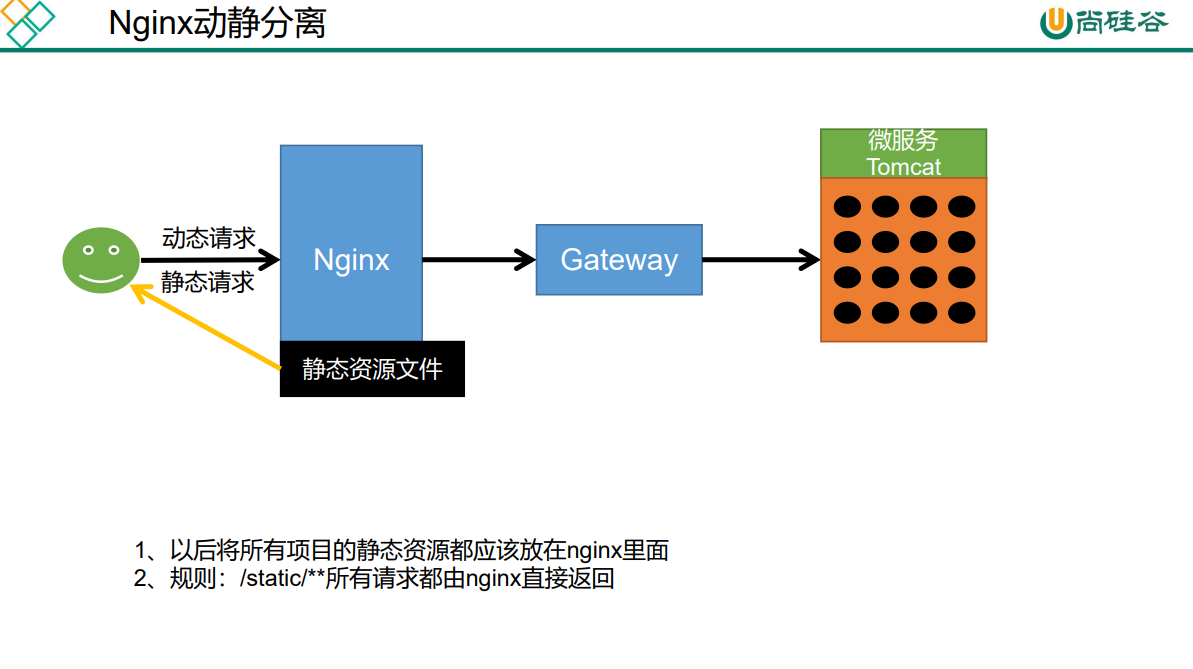 Nginx动静分离
尚硅谷
微服务
Tomcat
动态请求
静态请求
Nginx
Gateway
静态资源文件
1、以后将所有项目的静态资源都应该放在nginx里面
2、规则：/static/**所有请求都由nginx直接返回